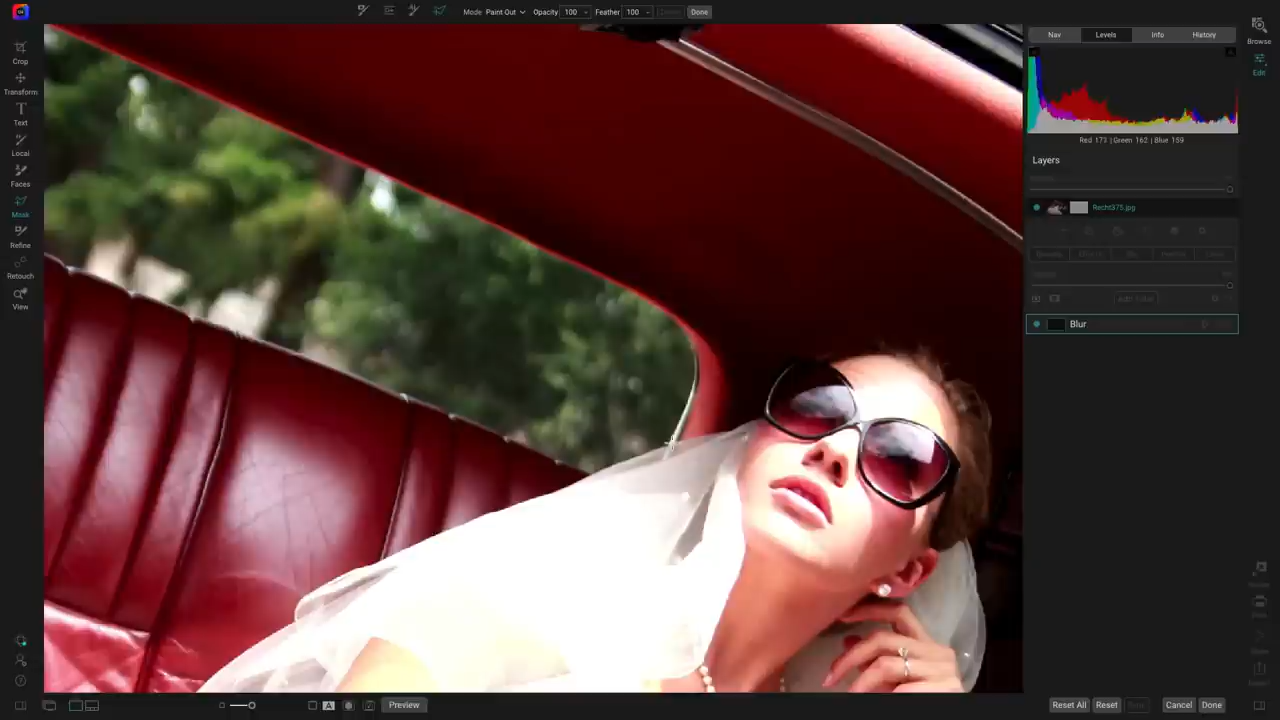 Mode Paint Out Opacity 100 Feather 100 Done
Nav Levels Info History
Browse
Edit
Crop
Transform
Text
Local
Faces
Mask
Refine
Retouch
View
Red 173 | Green 162 | Blue 159
Layers
Recht375.jpg
Auto Color
Blur
A
Preview
Reset All Reset Cancel Done